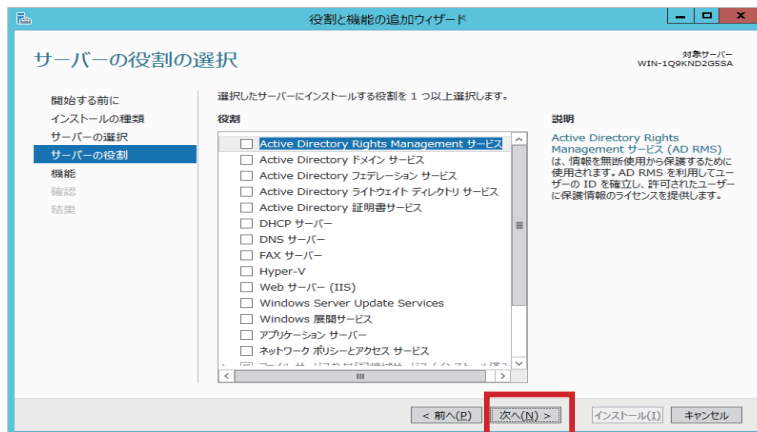 役割と機能の追加ウィザード
サーバーの役割の選択
対象サーバー
WIN-1Q9KND2G5SA
開始する前に
インストールの種類
サーバーの選択
サーバーの役割
機能
確認
結果
選択したサーバーにインストールする役割を 1 つ以上選択します。
役割
Active Directory Rights Management サービス
Active Directory ドメイン サービス
Active Directory フェデレーション サービス
Active Directory ライトウェイト ディレクトリ サービス
Active Directory 証明書サービス
DHCP サーバー
DNS サーバー
FAX サーバー
Hyper-V
Web サーバー (IIS)
Windows Server Update Services
Windows 展開サービス
アプリケーション サーバー
ネットワーク ポリシーとアクセス サービス
説明
Active Directory Rights
Management サービス (AD RMS)
は、情報を無断使用から保護するために
使用されます。AD RMS を利用してユー
ザーの ID を確立し、許可されたユーザー
に保護情報のライセンスを提供します。
< 前へ(P)
次へ(N) >
インストール(I)
キャンセル